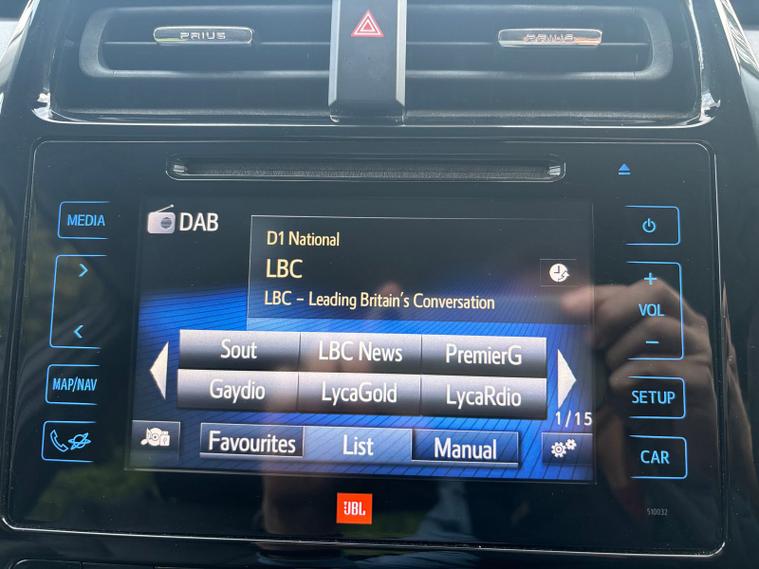 PRIUS
PRIUS
MEDIA
DAB
D1 National
LBC
LBC – Leading Britain's Conversation
VOL
Sout
LBC News
PremierG
Gaydio
LycaGold
LycaRdio
MAP/NAV
SETUP
1/15
Favourites
List
Manual
CAR
JBL
510032